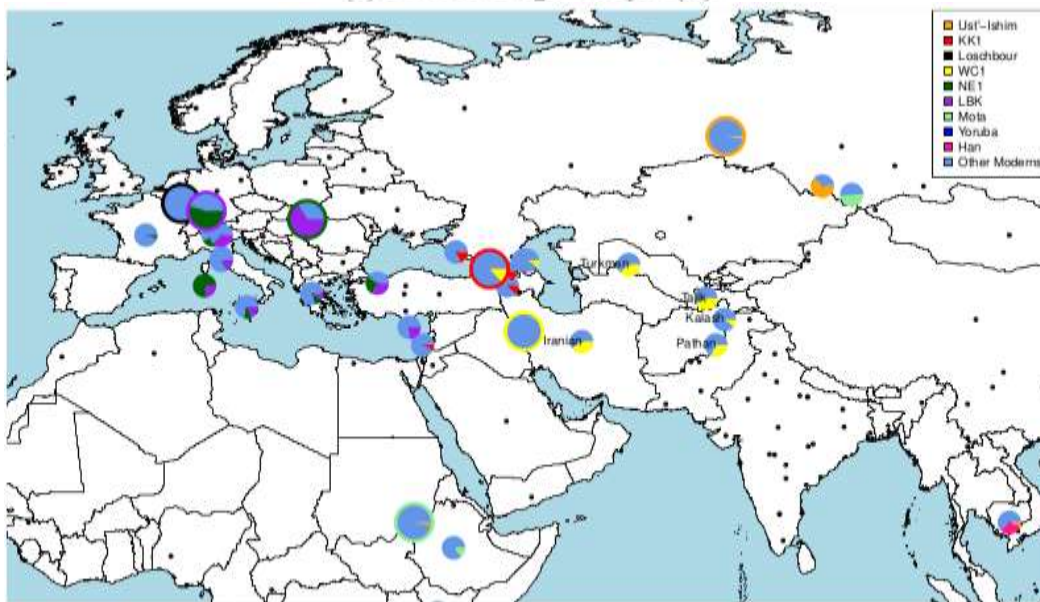 Ust'−Ishim
KK1
Loschbour
WC1
NE1
LBK
Mota
Yoruba
Han
Other Moderns
Turkmen
Kalash
Iranian
Pathan